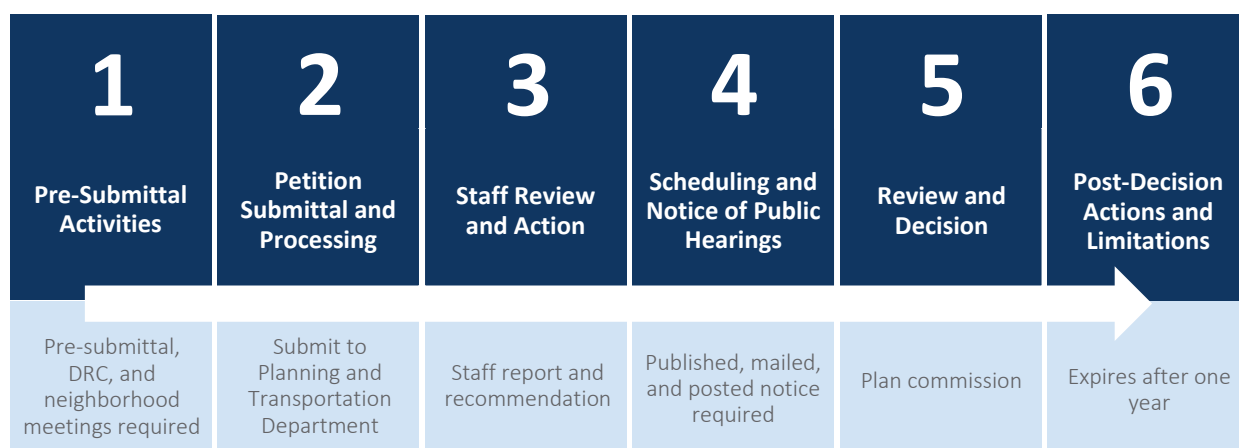 1
Pre-Submittal
Activities
Pre-submittal,
DRC, and
neighborhood
meetings required
2
Petition
Submittal and
Processing
Submit to
Planning and
Transportation
Department
3
Staff Review
and Action
Staff report and
recommendation
4
Scheduling and
Notice of Public
Hearings
Published, mailed,
and posted notice
required
5
Review and
Decision
Plan commission
6
Post-Decision
Actions and
Limitations
Expires after one
year